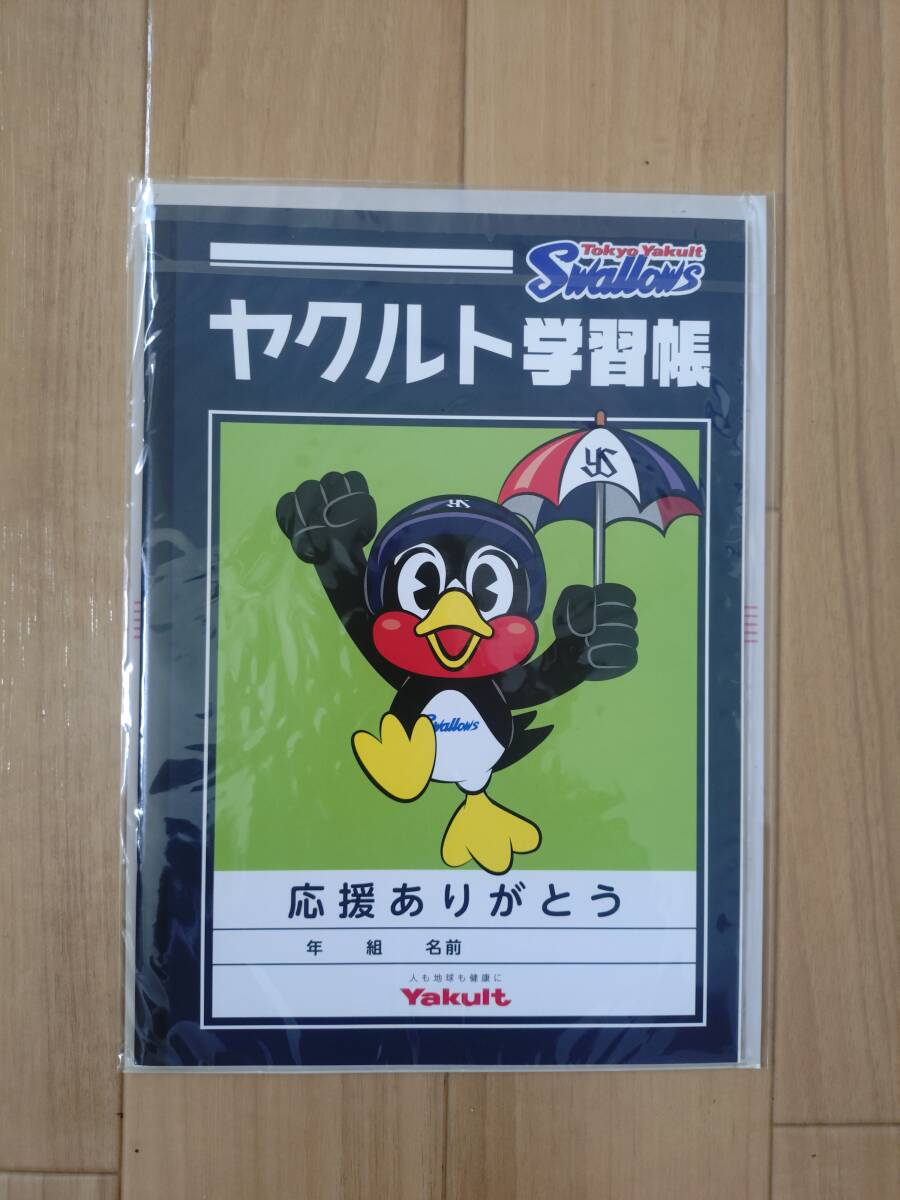 Tokyo Yakult
Swallows
ヤクルト学習帳
YS
YS
Swallows
応援ありがとう
年 組 名前
人も地球も健康に
Yakult